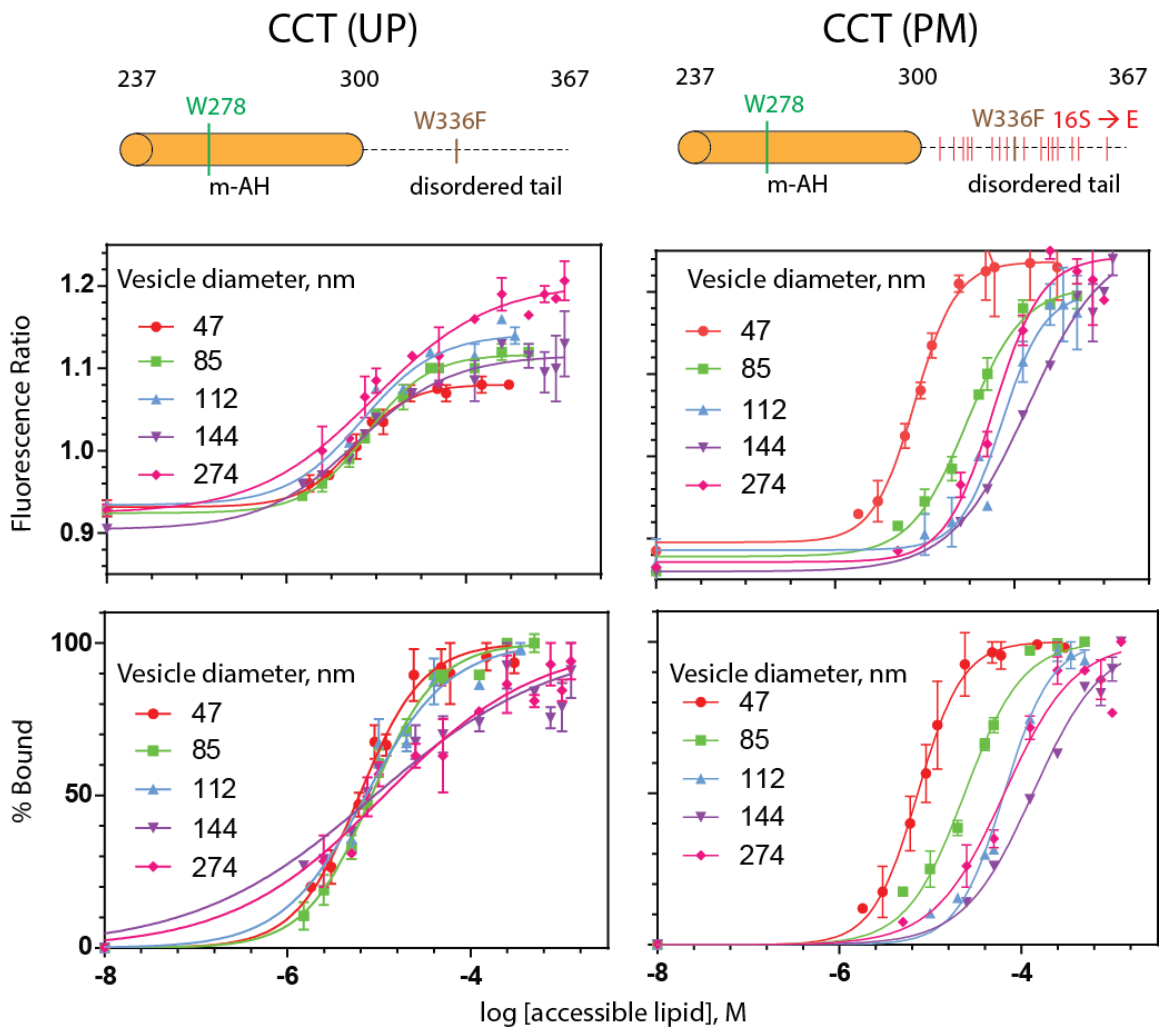 CCT (UP)
CCT (PM)
237
300
367
237
300
367
W278
W336F
W278
W336F
16S → E
m-AH
disordered tail
m-AH
disordered tail
Fluorescence Ratio
1.2
1.1
1.0
0.9
Vesicle diameter, nm
47
85
112
144
274
Vesicle diameter, nm
47
85
112
144
274
% Bound
100
50
0
Vesicle diameter, nm
47
85
112
144
274
Vesicle diameter, nm
47
85
112
144
274
-8
-6
-4
-8
-6
-4
log [accessible lipid], M